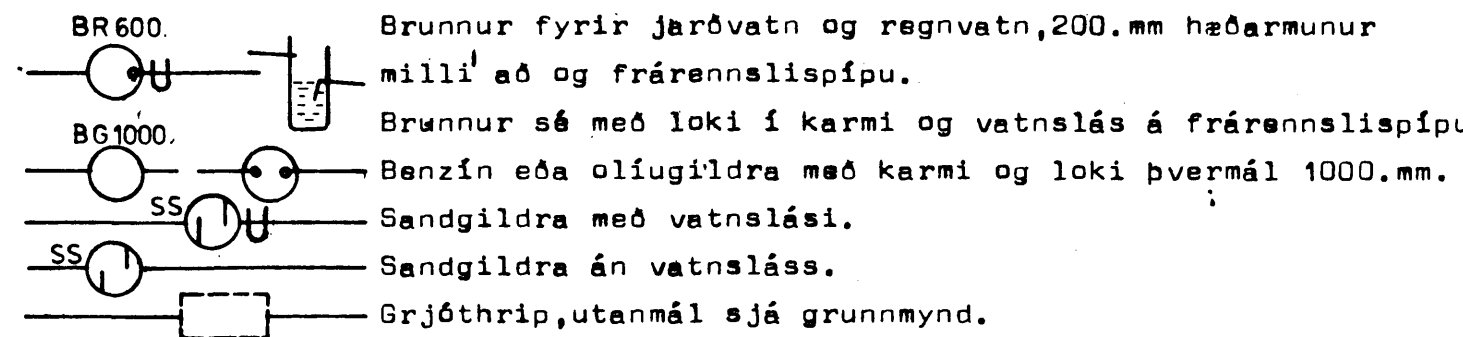 BR600. Brunnur fyrir jarðvatn og regnvatn,200.mm hæðarmunur
milli að og frárennslispípu.
Brunnur sé með loki í karmi og vatnslás á frárennslispípu
BG1000. Benzín eða olíugildra með karmi og loki þvermál 1000.mm.
SS Sandgildra með vatnslási.
SS Sandgildra án vatnsláss.
Grjóthrip,utanmál sjá grunnmynd.